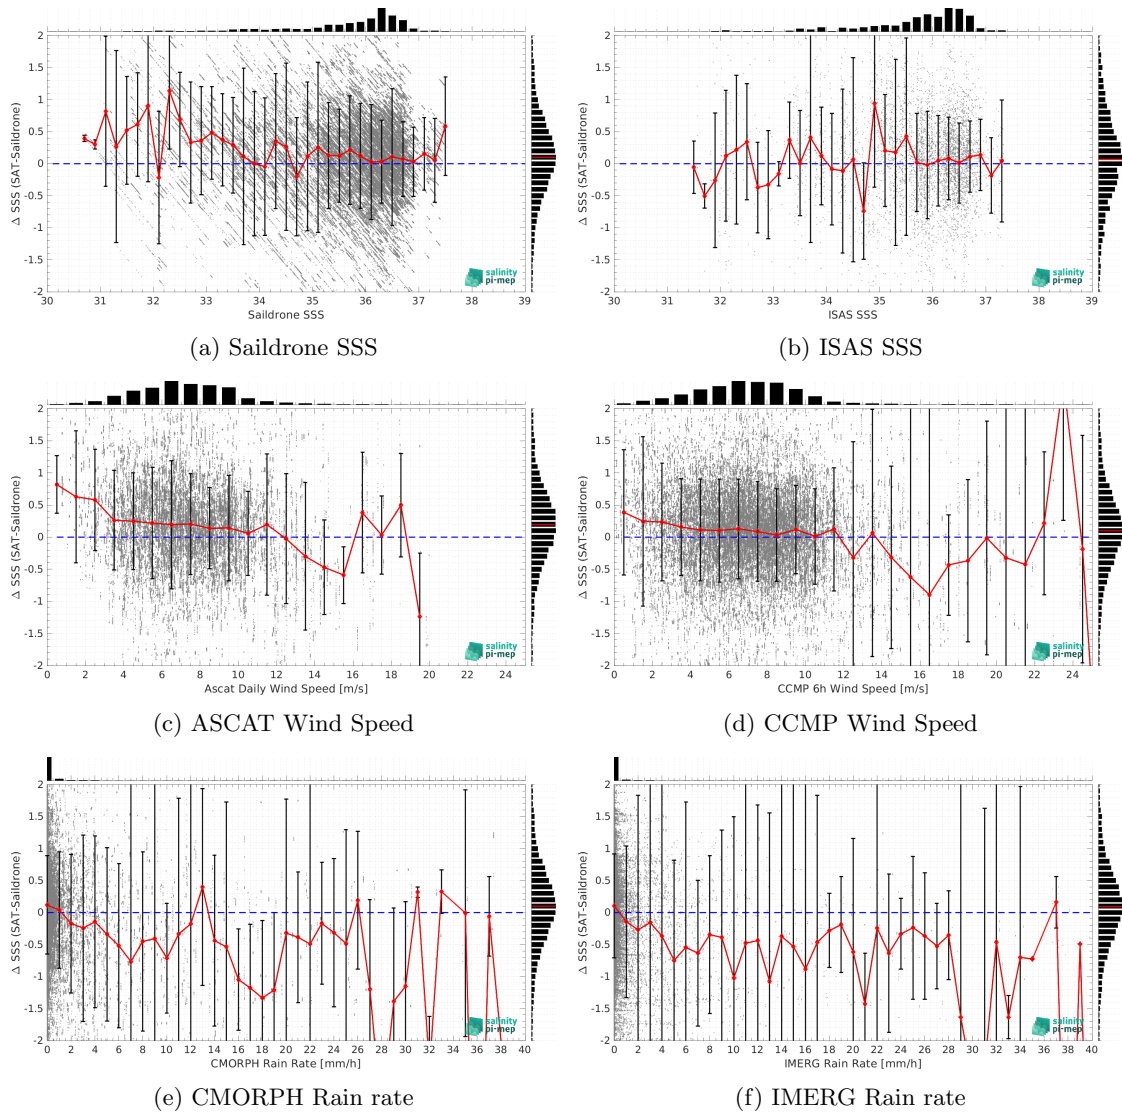 2
1.5
1
0.5
0
-0.5
-1
-1.5
-2
Δ SSS (SAT-Saildrone)
30 31 32 33 34 35 36 37 38 39
Saildrone SSS
salinity
pi-mep
(a) Saildrone SSS
2
1.5
1
0.5
0
-0.5
-1
-1.5
-2
Δ SSS (SAT-Saildrone)
30 31 32 33 34 35 36 37 38 39
ISAS SSS
salinity
pi-mep
(b) ISAS SSS
2
1.5
1
0.5
0
-0.5
-1
-1.5
-2
Δ SSS (SAT-Saildrone)
0 2 4 6 8 10 12 14 16 18 20 22 24
Ascat Daily Wind Speed [m/s]
salinity
pi-mep
(c) ASCAT Wind Speed
2
1.5
1
0.5
0
-0.5
-1
-1.5
-2
Δ SSS (SAT-Saildrone)
0 2 4 6 8 10 12 14 16 18 20 22 24
CCMP 6h Wind Speed [m/s]
salinity
pi-mep
(d) CCMP Wind Speed
2
1.5
1
0.5
0
-0.5
-1
-1.5
-2
Δ SSS (SAT-Saildrone)
0 2 4 6 8 10 12 14 16 18 20 22 24 26 28 30 32 34 36 38 40
CMORPH Rain Rate [mm/h]
salinity
pi-mep
(e) CMORPH Rain rate
2
1.5
1
0.5
0
-0.5
-1
-1.5
-2
Δ SSS (SAT-Saildrone)
0 2 4 6 8 10 12 14 16 18 20 22 24 26 28 30 32 34 36 38 40
IMERG Rain Rate [mm/h]
salinity
pi-mep
(f) IMERG Rain rate